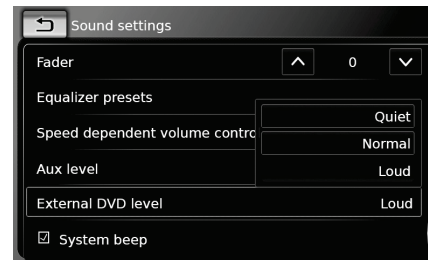 Sound settings
Fader 0
Equalizer presets
Quiet
Speed dependent volume contro
Normal
Aux level Loud
External DVD level Loud
System beep